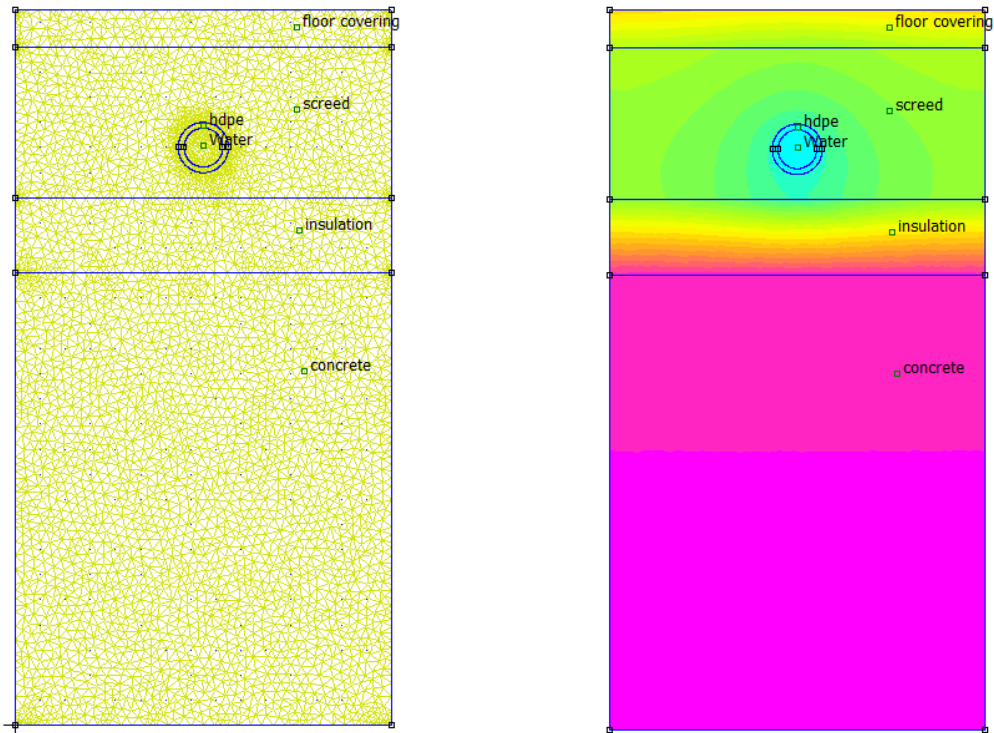 floor covering
screed
hdpe
Water
insulation
concrete
floor covering
screed
hdpe
Water
insulation
concrete